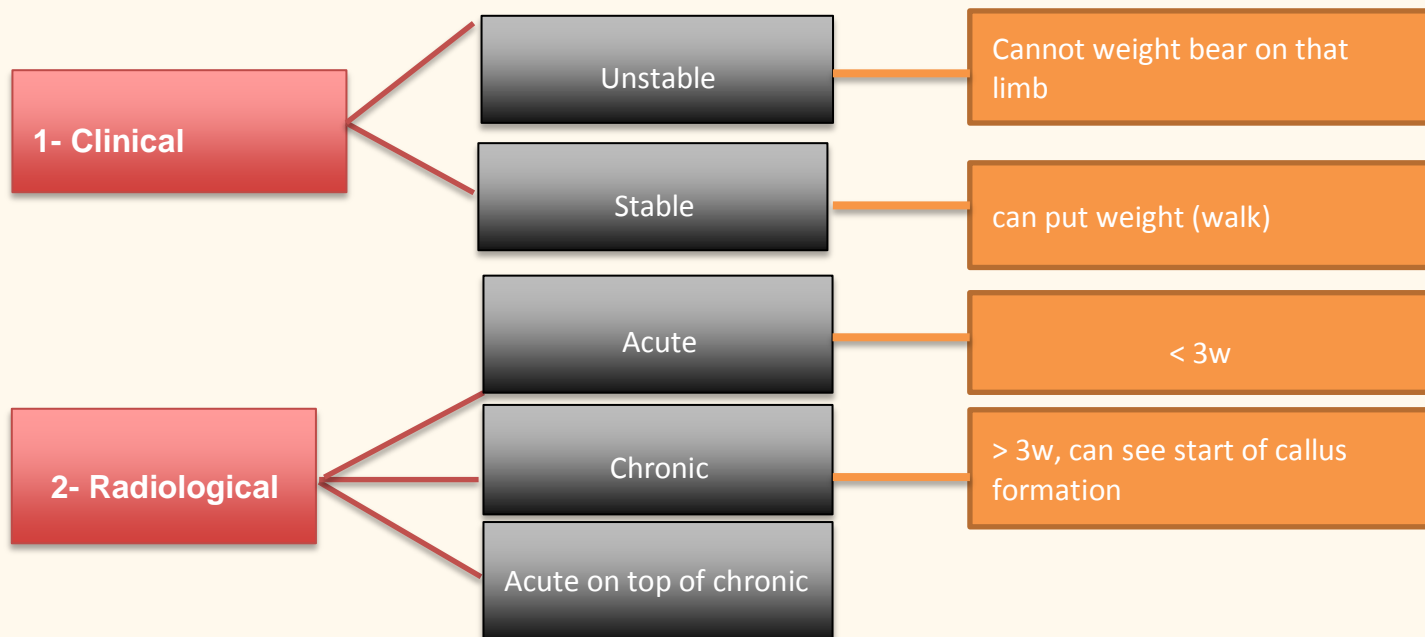 1- Clinical
Unstable
Cannot weight bear on that
limb
Stable
can put weight (walk)
2- Radiological
Acute
< 3w
Chronic
> 3w, can see start of callus
formation
Acute on top of chronic